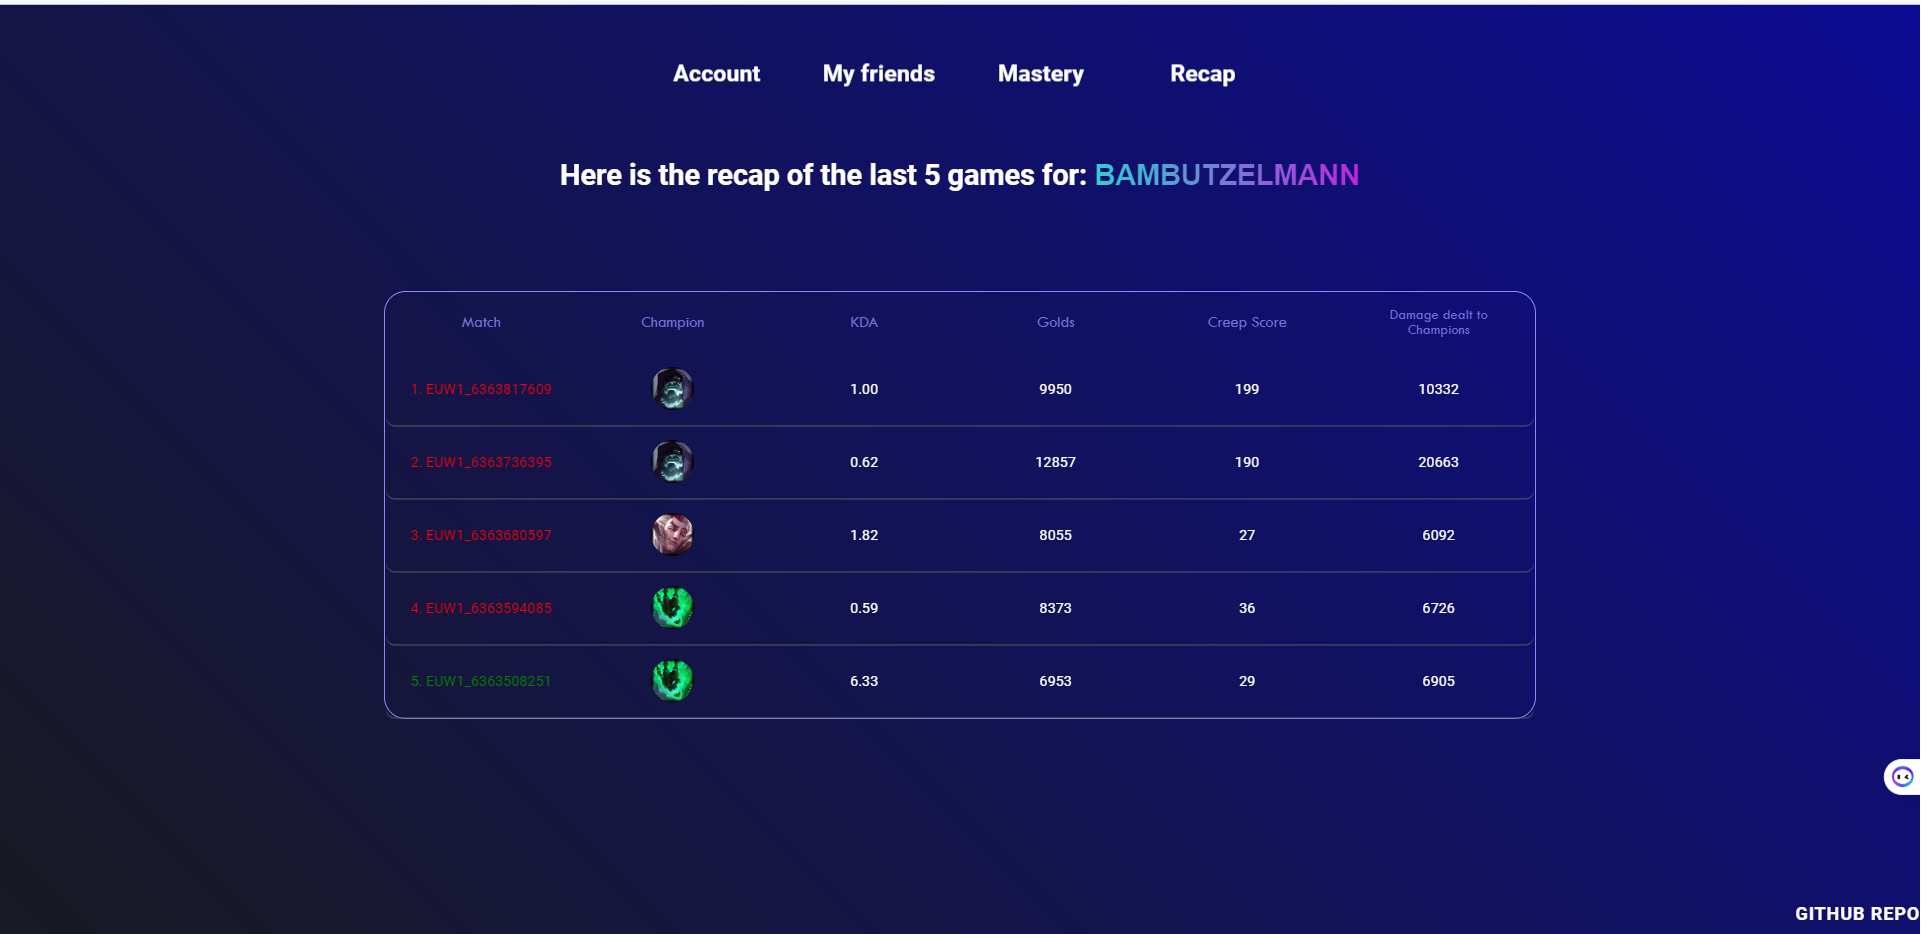 Account My friends Mastery Recap
Here is the recap of the last 5 games for: BAMBUTZELMANN
Match Champion KDA Golds Creep Score Damage dealt to
Champions
1. EUW1_6363817609 1.00 9950 199 10332
2. EUW1_6363736395 0.62 12857 190 20663
3. EUW1_6363680597 1.82 8055 27 6092
4. EUW1_6363594085 0.59 8373 36 6726
5. EUW1_6363508251 6.33 6953 29 6905
GITHUB REPO